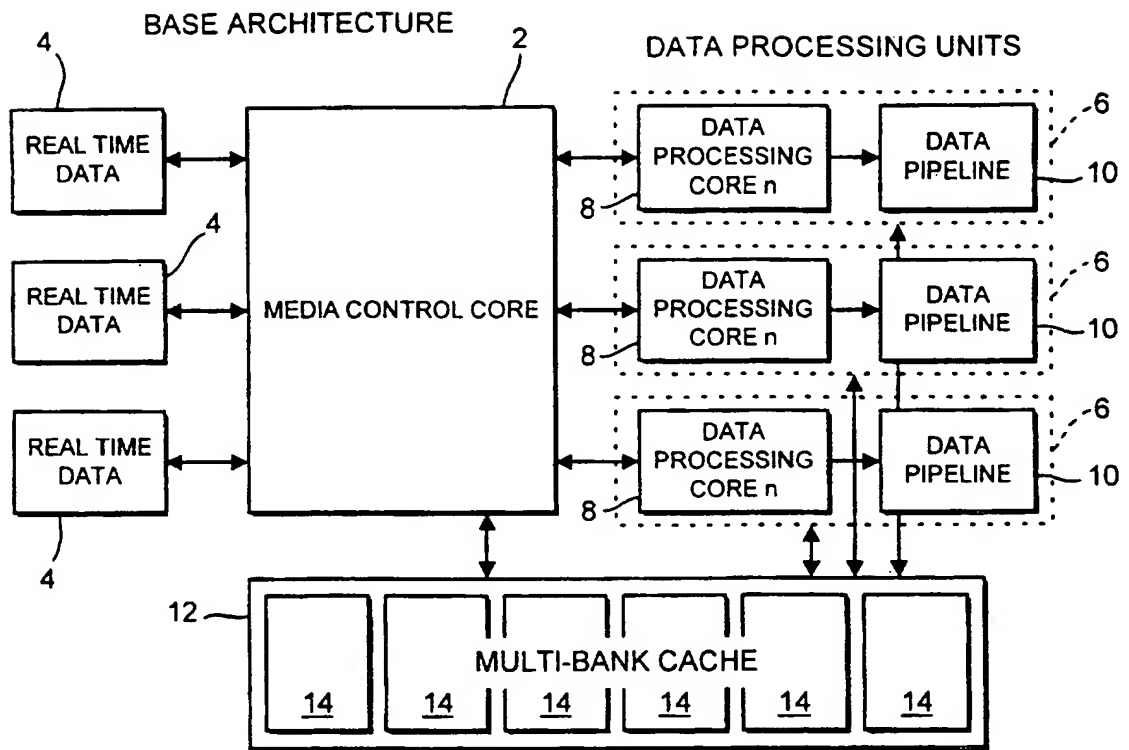 BASE ARCHITECTURE
DATA PROCESSING UNITS
4
2
REAL TIME
DATA
DATA
PROCESSING
CORE n
DATA
PIPELINE
6
8
10
4
REAL TIME
DATA
MEDIA CONTROL CORE
DATA
PROCESSING
CORE n
DATA
PIPELINE
6
8
10
REAL TIME
DATA
DATA
PROCESSING
CORE n
DATA
PIPELINE
6
8
10
4
12
MULTI-BANK CACHE
14 14 14 14 14 14